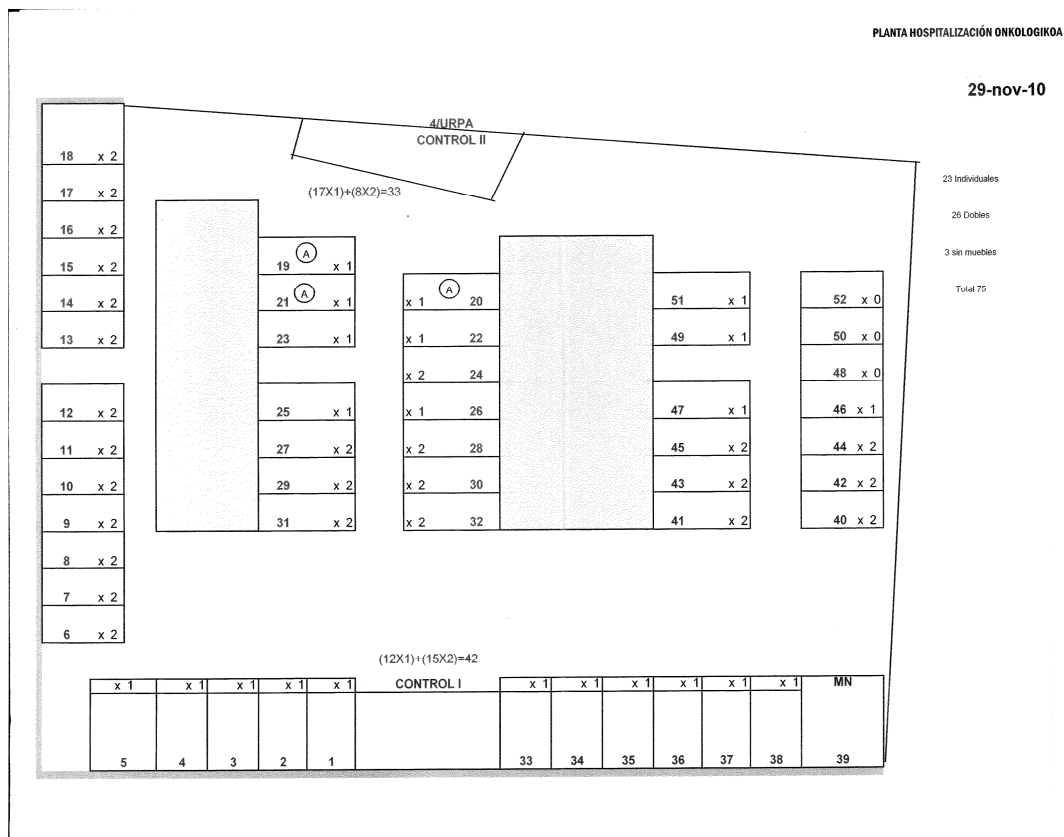 PLANTA HOSPITALIZACIÓN ONKOLOGIKOA
29-nov-10
4/URPA
CONTROL II
(17X1)+(8X2)=33
23 Individuales
26 Dobles
3 sin muebles
Total 75
18 x 2
17 x 2
16 x 2
15 x 2
14 x 2
13 x 2
12 x 2
11 x 2
10 x 2
9 x 2
8 x 2
7 x 2
6 x 2
A
19 x 1
A
21 x 1
23 x 1
25 x 1
27 x 2
29 x 2
31 x 2
A
x 1 20
x 1 22
x 2 24
x 1 26
x 2 28
x 2 30
x 2 32
51 x 1
49 x 1
47 x 1
45 x 2
43 x 2
41 x 2
52 x 0
50 x 0
48 x 0
46 x 1
44 x 2
42 x 2
40 x 2
(12X1)+(15X2)=42
x 1 x 1 x 1 x 1 x 1 CONTROL I x 1 x 1 x 1 x 1 x 1 x 1 MN
5 4 3 2 1 33 34 35 36 37 38 39